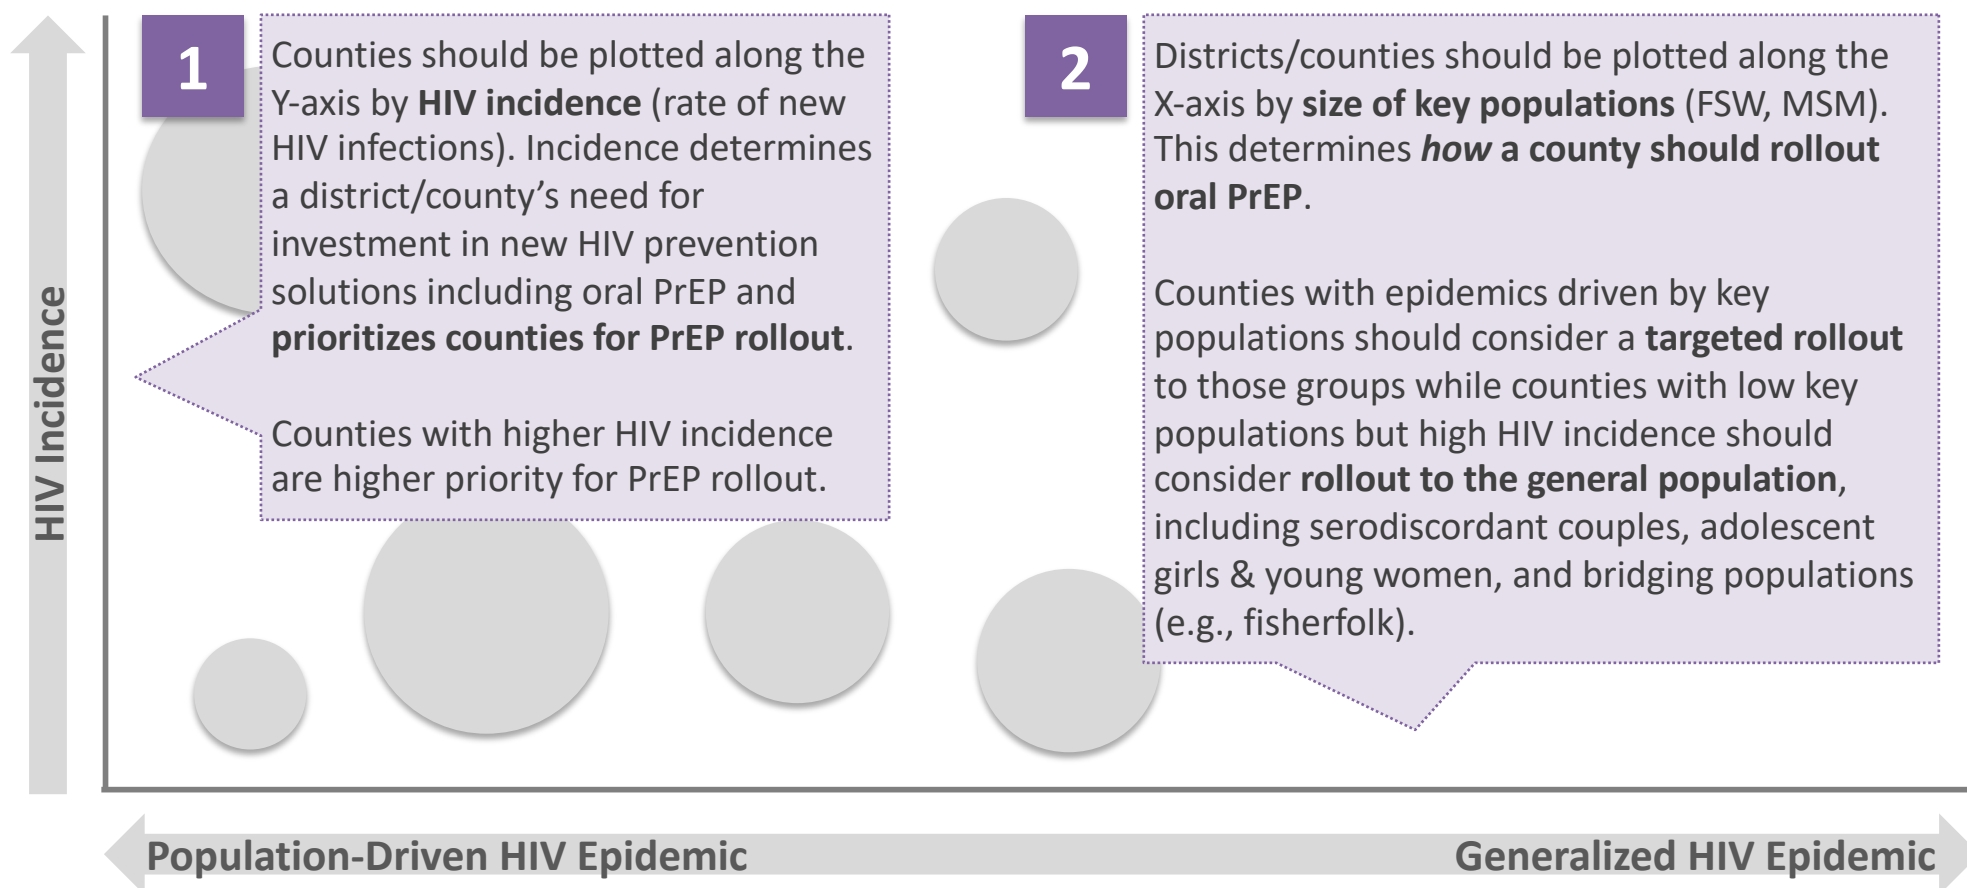 1
Counties should be plotted along the
Y-axis by HIV incidence (rate of new
HIV infections). Incidence determines
a district/county’s need for
investment in new HIV prevention
solutions including oral PrEP and
prioritizes counties for PrEP rollout.
Counties with higher HIV incidence
are higher priority for PrEP rollout.
2
Districts/counties should be plotted along the
X-axis by size of key populations (FSW, MSM).
This determines how a county should rollout
oral PrEP.
Counties with epidemics driven by key
populations should consider a targeted rollout
to those groups while counties with low key
populations but high HIV incidence should
consider rollout to the general population,
including serodiscordant couples, adolescent
girls & young women, and bridging populations
(e.g., fisherfolk).
HIV Incidence
Population-Driven HIV Epidemic
Generalized HIV Epidemic